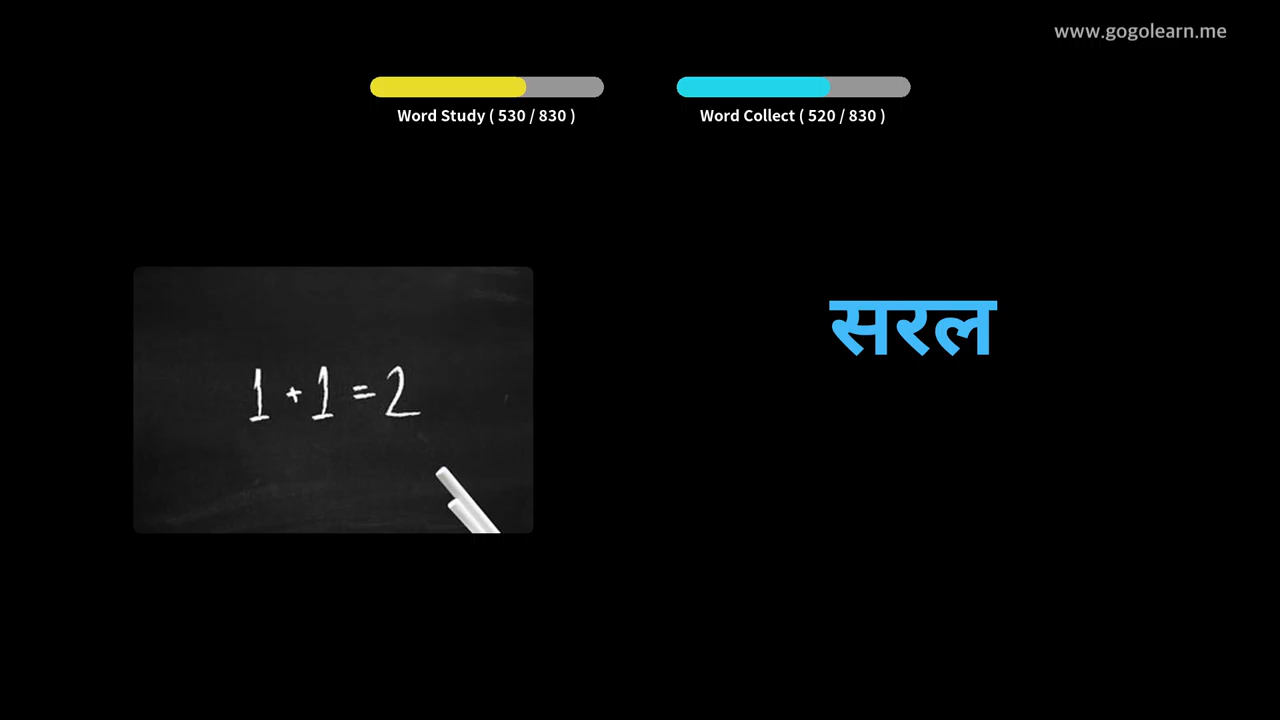 www.gogolearn.me
Word Study ( 530 / 830 )
Word Collect ( 520 / 830 )
सरल
1 + 1 = 2